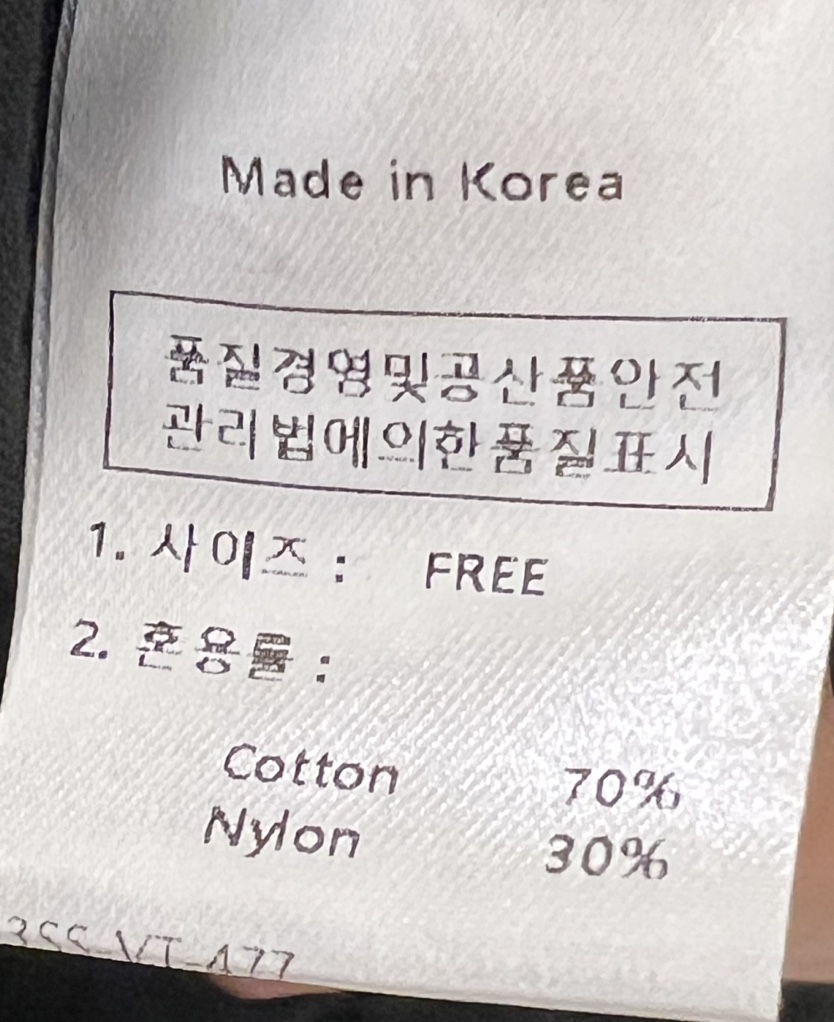 Made in Korea
품질경영및공산품안전
관리법에의한품질표시
1. 사이즈 : FREE
2. 혼용률 :
Cotton 70%
Nylon 30%